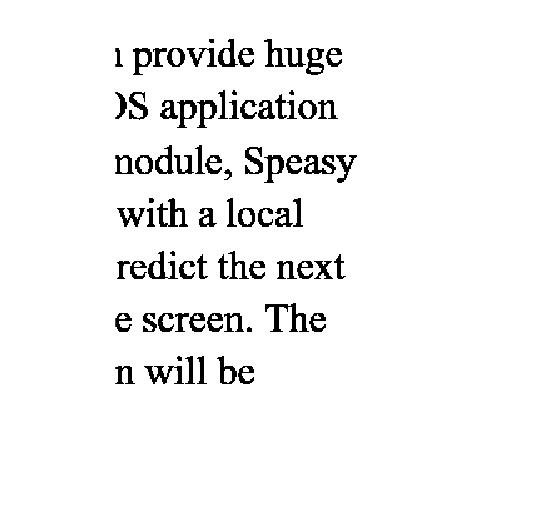 provide huge
application
nodule, Speasy
with a local
redict the next
e screen. The
n will be